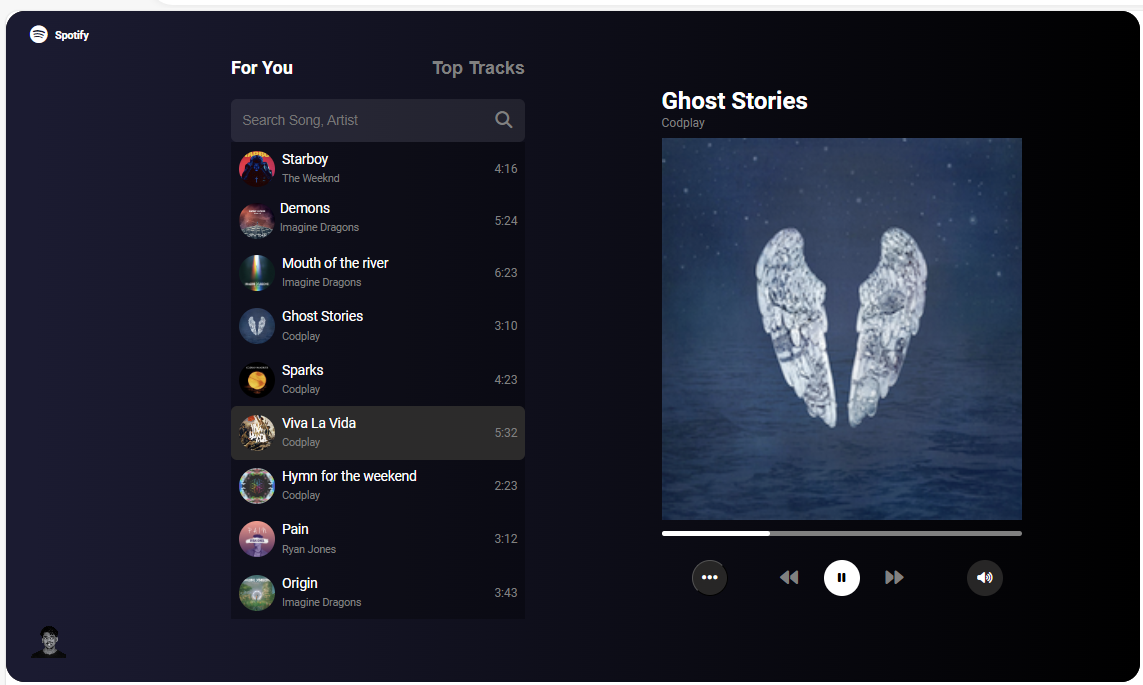 Spotify
For You
Top Tracks
Search Song, Artist
Starboy
The Weeknd
4:16
Demons
Imagine Dragons
5:24
Mouth of the river
Imagine Dragons
6:23
Ghost Stories
Codplay
3:10
Sparks
Codplay
4:23
Viva La Vida
Codplay
5:32
Hymn for the weekend
Codplay
2:23
Pain
Ryan Jones
3:12
Origin
Imagine Dragons
3:43
Ghost Stories
Codplay